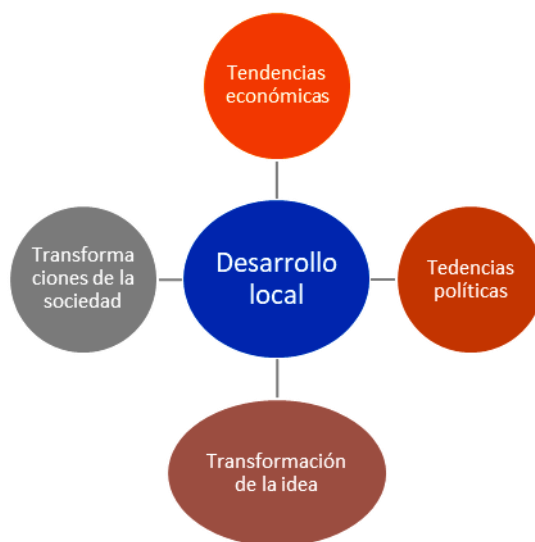 Tendencias
económicas
Transforma
ciones de la
sociedad
Desarrollo
local
Tedencias
políticas
Transformación
de la idea